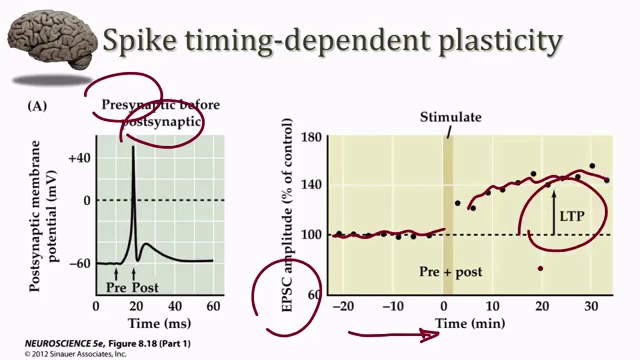 Spike timing-dependent plasticity
(A)
Presynaptic before
postsynaptic
Postsynaptic membrane
potential (mV)
+40
0
–60
Pre Post
0 20 40 60
Time (ms)
Stimulate
EPSC amplitude (% of control)
180
140
100
60
LTP
Pre + post
–20 –10 0 10 20 30
Time (min)
NEUROSCIENCE 5e, Figure 8.18 (Part 1)
© 2012 Sinauer Associates, Inc.